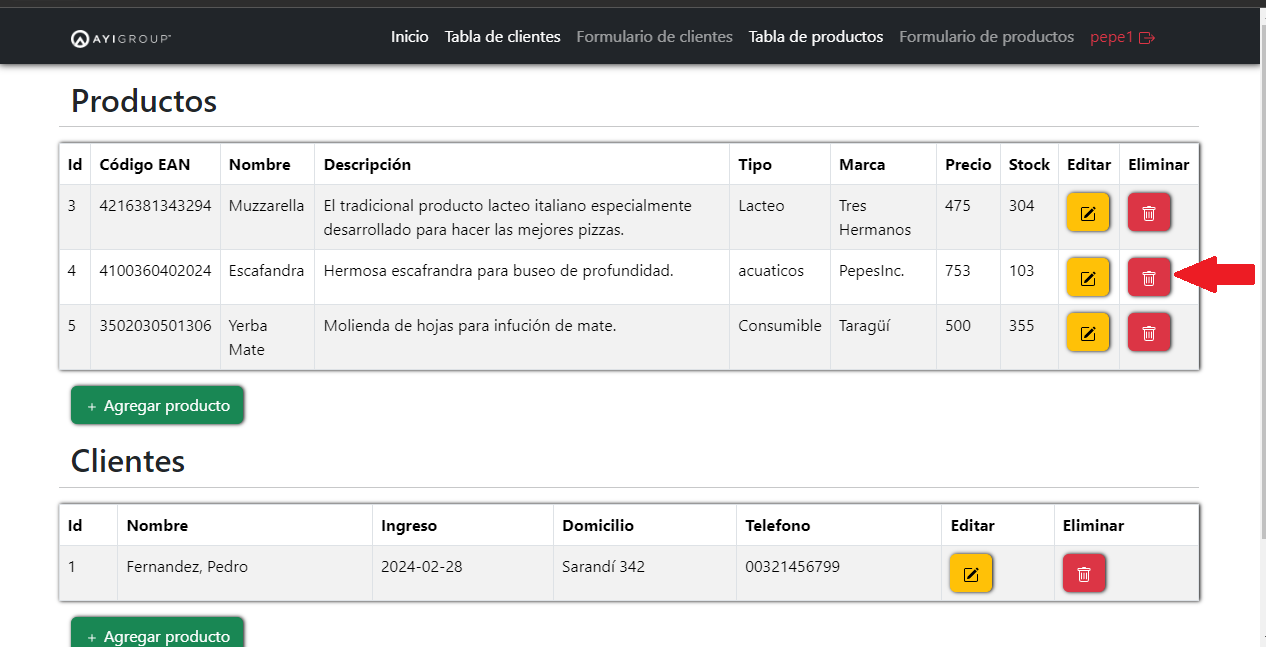 AYIGROUP
Inicio Tabla de clientes Formulario de clientes Tabla de productos Formulario de productos pepe1
Productos
Id Código EAN Nombre Descripción Tipo Marca Precio Stock Editar Eliminar
3 4216381343294 Muzzarella El tradicional producto lacteo italiano especialmente Lacteo Tres 475 304
desarrollado para hacer las mejores pizzas. Hermanos
4 4100360402024 Escafandra Hermosa escafrandra para buseo de profundidad. acuaticos PepesInc. 753 103
5 3502030501306 Yerba Molienda de hojas para infución de mate. Consumible Taragüí 500 355
Mate
+ Agregar producto
Clientes
Id Nombre Ingreso Domicilio Telefono Editar Eliminar
1 Fernandez, Pedro 2024-02-28 Sarandí 342 00321456799
+ Agregar producto